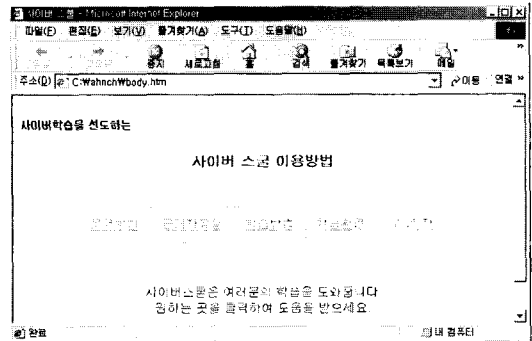 사이버 스쿨 - Microsoft Internet Explorer
파일(F) 편집(E) 보기(V) 즐겨찾기(A) 도구(T) 도움말(H)
중지 새로고침 홈 검색 즐겨찾기 목록보기 메일
주소(D) C:\ahnch\body.htm 이동 연결 »
사이버학습을 선도하는
사이버 스쿨 이용방법
사이버스쿨은 여러분의 학습을 도와줍니다
원하는 곳을 클릭하여 도움을 받으세요.
완료 내 컴퓨터